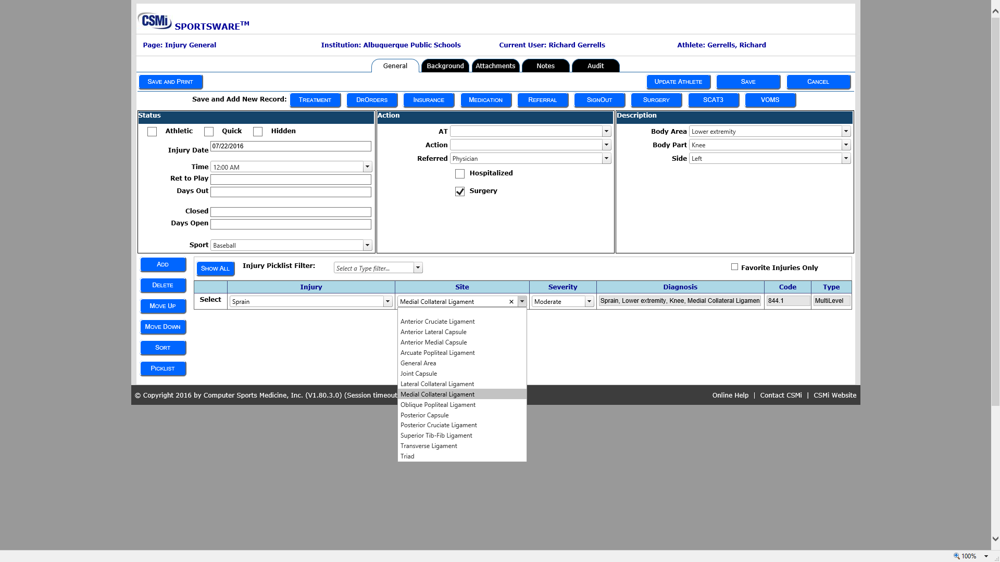 CSMi SPORTSWARE™
Page: Injury General Institution: Albuquerque Public Schools Current User: Richard Gerrells Athlete: Gerrells, Richard
General Background Attachments Notes Audit
SAVE AND PRINT UPDATE ATHLETE SAVE CANCEL
Save and Add New Record: TREATMENT DRORDERS INSURANCE MEDICATION REFERRAL SIGNOUT SURGERY SCAT3 VOMS
Status Action Description
Athletic Quick Hidden
AT
Body Area Lower extremity
Injury Date 07/22/2016
Action
Body Part Knee
Referred Physician
Side Left
Time 12:00 AM
Hospitalized
Ret to Play
Days Out
Surgery
Closed
Days Open
Sport Baseball
ADD
SHOW ALL Injury Picklist Filter: Select a Type filter... Favorite Injuries Only
DELETE
Injury Site Severity Diagnosis Code Type
Select Sprain Medial Collateral Ligament × Moderate Sprain, Lower extremity, Knee, Medial Collateral Ligamen 844.1 MultiLevel
MOVE UP
MOVE DOWN
SORT
PICKLIST
Anterior Cruciate Ligament
Anterior Lateral Capsule
Anterior Medial Capsule
Arcuate Popliteal Ligament
General Area
Joint Capsule
Lateral Collateral Ligament
Medial Collateral Ligament
Oblique Popliteal Ligament
Posterior Capsule
Posterior Cruciate Ligament
Superior Tib-Fib Ligament
Transverse Ligament
Triad
© Copyright 2016 by Computer Sports Medicine, Inc. (V1.80.3.0) (Session timeout
Online Help | Contact CSMi | CSMi Website
100%